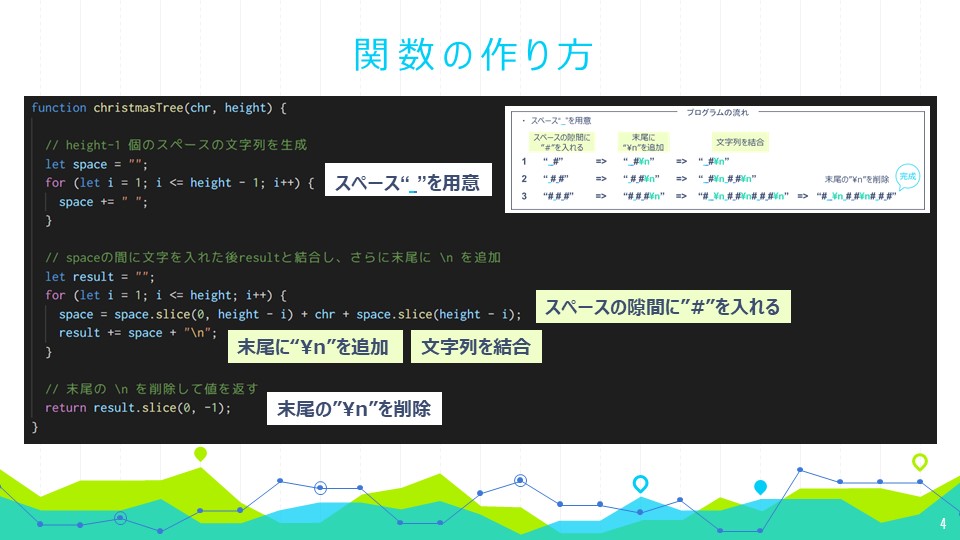 関数の作り方
function christmasTree(chr, height) {
// height-1 個のスペースの文字列を生成
let space = "";
for (let i = 1; i <= height - 1; i++) {
space += " ";
}
// spaceの間に文字を入れた後resultと結合し、さらに末尾に \n を追加
let result = "";
for (let i = 1; i <= height; i++) {
space = space.slice(0, height - i) + chr + space.slice(height - i);
result += space + "\n";
}
// 末尾の \n を削除して値を返す
return result.slice(0, -1);
}
スペース“_”を用意
スペースの隙間に”#”を入れる
末尾に“¥n”を追加
文字列を結合
末尾の”¥n”を削除
プログラムの流れ
・ スペース“_”を用意
スペースの隙間に
“#”を入れる
末尾に
“¥n”を追加
文字列を結合
1 “_#” => “_#¥n” => “_#¥n”
2 “_#_#” => “_#_#¥n” => “_#¥n_#_#¥n”
末尾の”¥n”を削除
完成
3 “#_#_#” => “#_#_#¥n” => “#_¥n_#_#¥n#_#_#¥n” => “#_¥n_#_#¥n#_#_#”
4